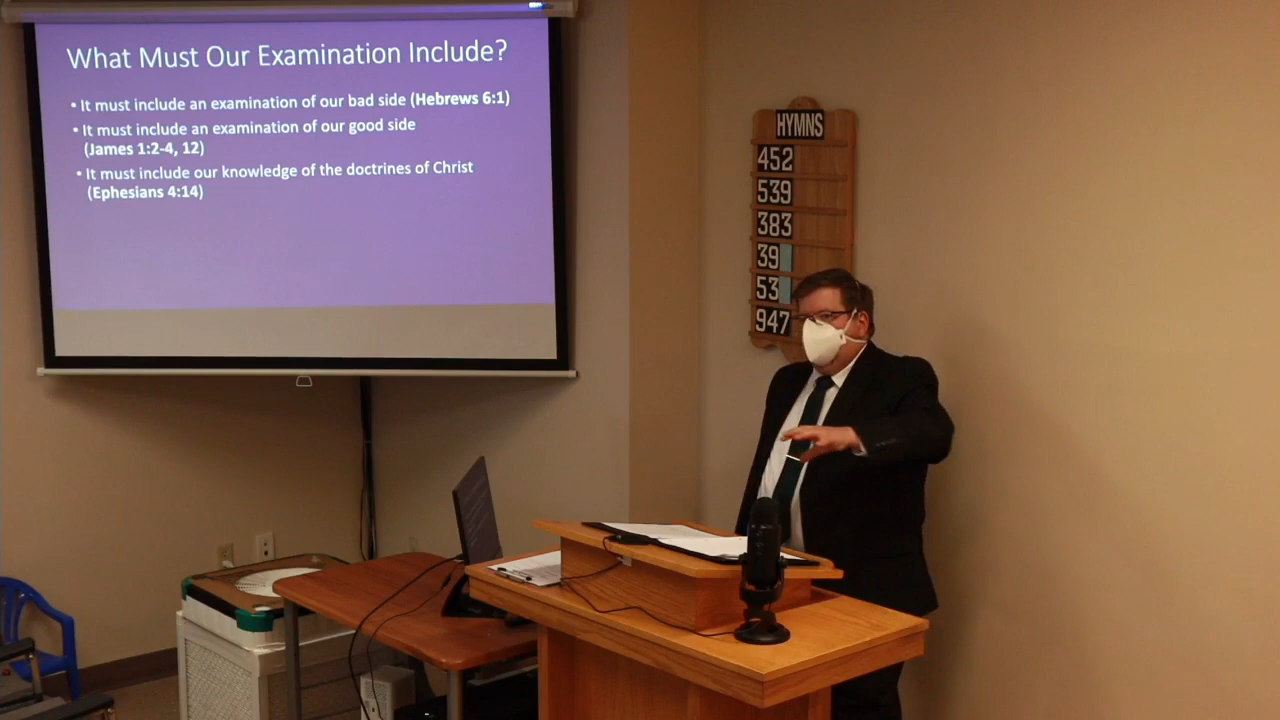 What Must Our Examination Include?
• It must include an examination of our bad side (Hebrews 6:1)
• It must include an examination of our good side
(James 1:2-4, 12)
• It must include our knowledge of the doctrines of Christ
(Ephesians 4:14)
HYMNS
452
539
383
39
53
947